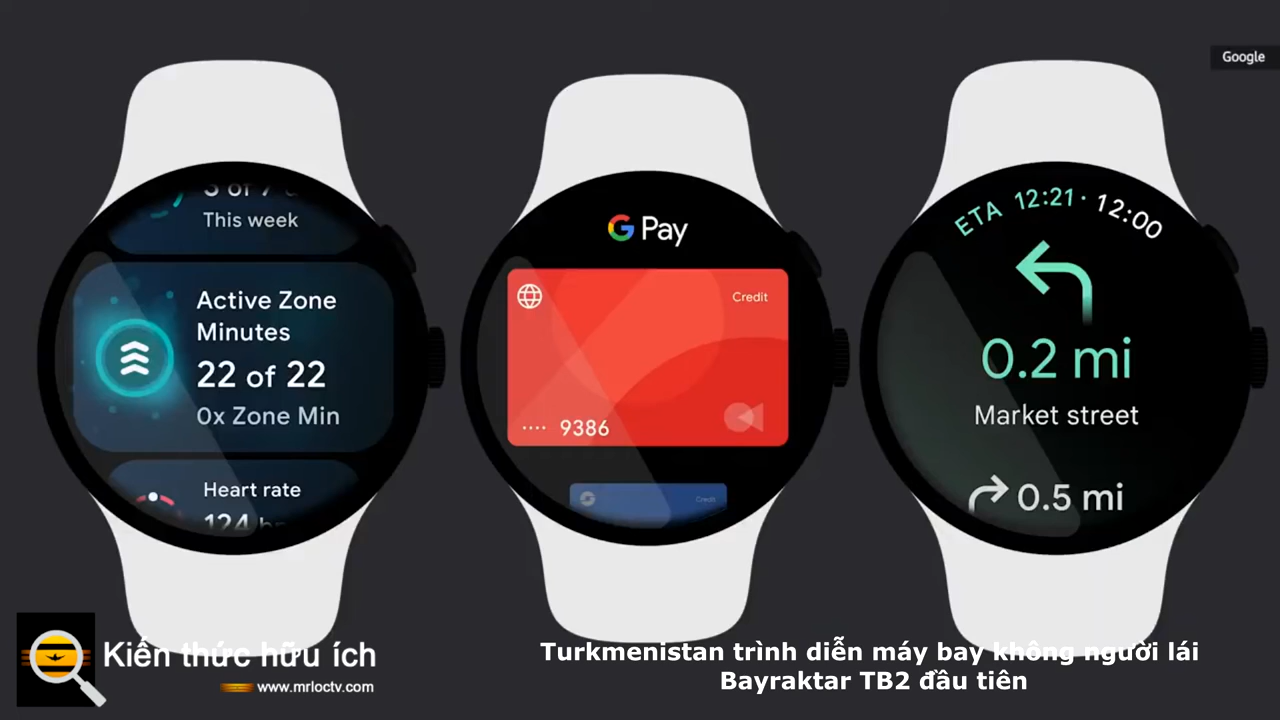 Google
This week
Active Zone
Minutes
22 of 22
0x Zone Min
Heart rate
124
G Pay
Credit
•••• 9386
Credit
ETA 12:21 · 12:00
0.2 mi
Market street
0.5 mi
Kiến thức hữu ích
www.mrloctv.com
Turkmenistan trình diễn máy bay không người lái
Bayraktar TB2 đầu tiên